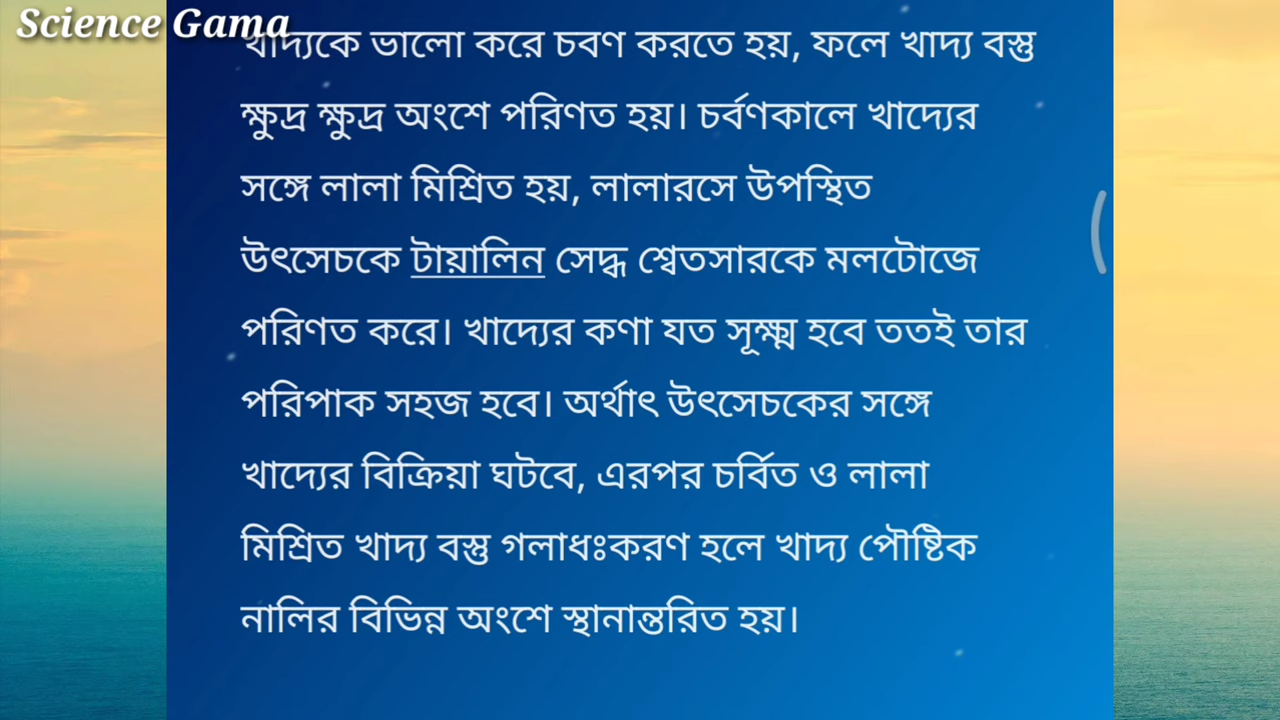 Science Gama
খাদ্যকে ভালো করে চবণ করতে হয়, ফলে খাদ্য বস্তু
ক্ষুদ্র ক্ষুদ্র অংশে পরিণত হয়। চর্বণকালে খাদ্যের
সঙ্গে লালা মিশ্রিত হয়, লালারসে উপস্থিত
উৎসেচকে টায়ালিন সেদ্ধ শ্বেতসারকে মলটোজে
পরিণত করে। খাদ্যের কণা যত সূক্ষ্ম হবে ততই তার
পরিপাক সহজ হবে। অর্থাৎ উৎসেচকের সঙ্গে
খাদ্যের বিক্রিয়া ঘটবে, এরপর চর্বিত ও লালা
মিশ্রিত খাদ্য বস্তু গলাধঃকরণ হলে খাদ্য পৌষ্টিক
নালির বিভিন্ন অংশে স্থানান্তরিত হয়।